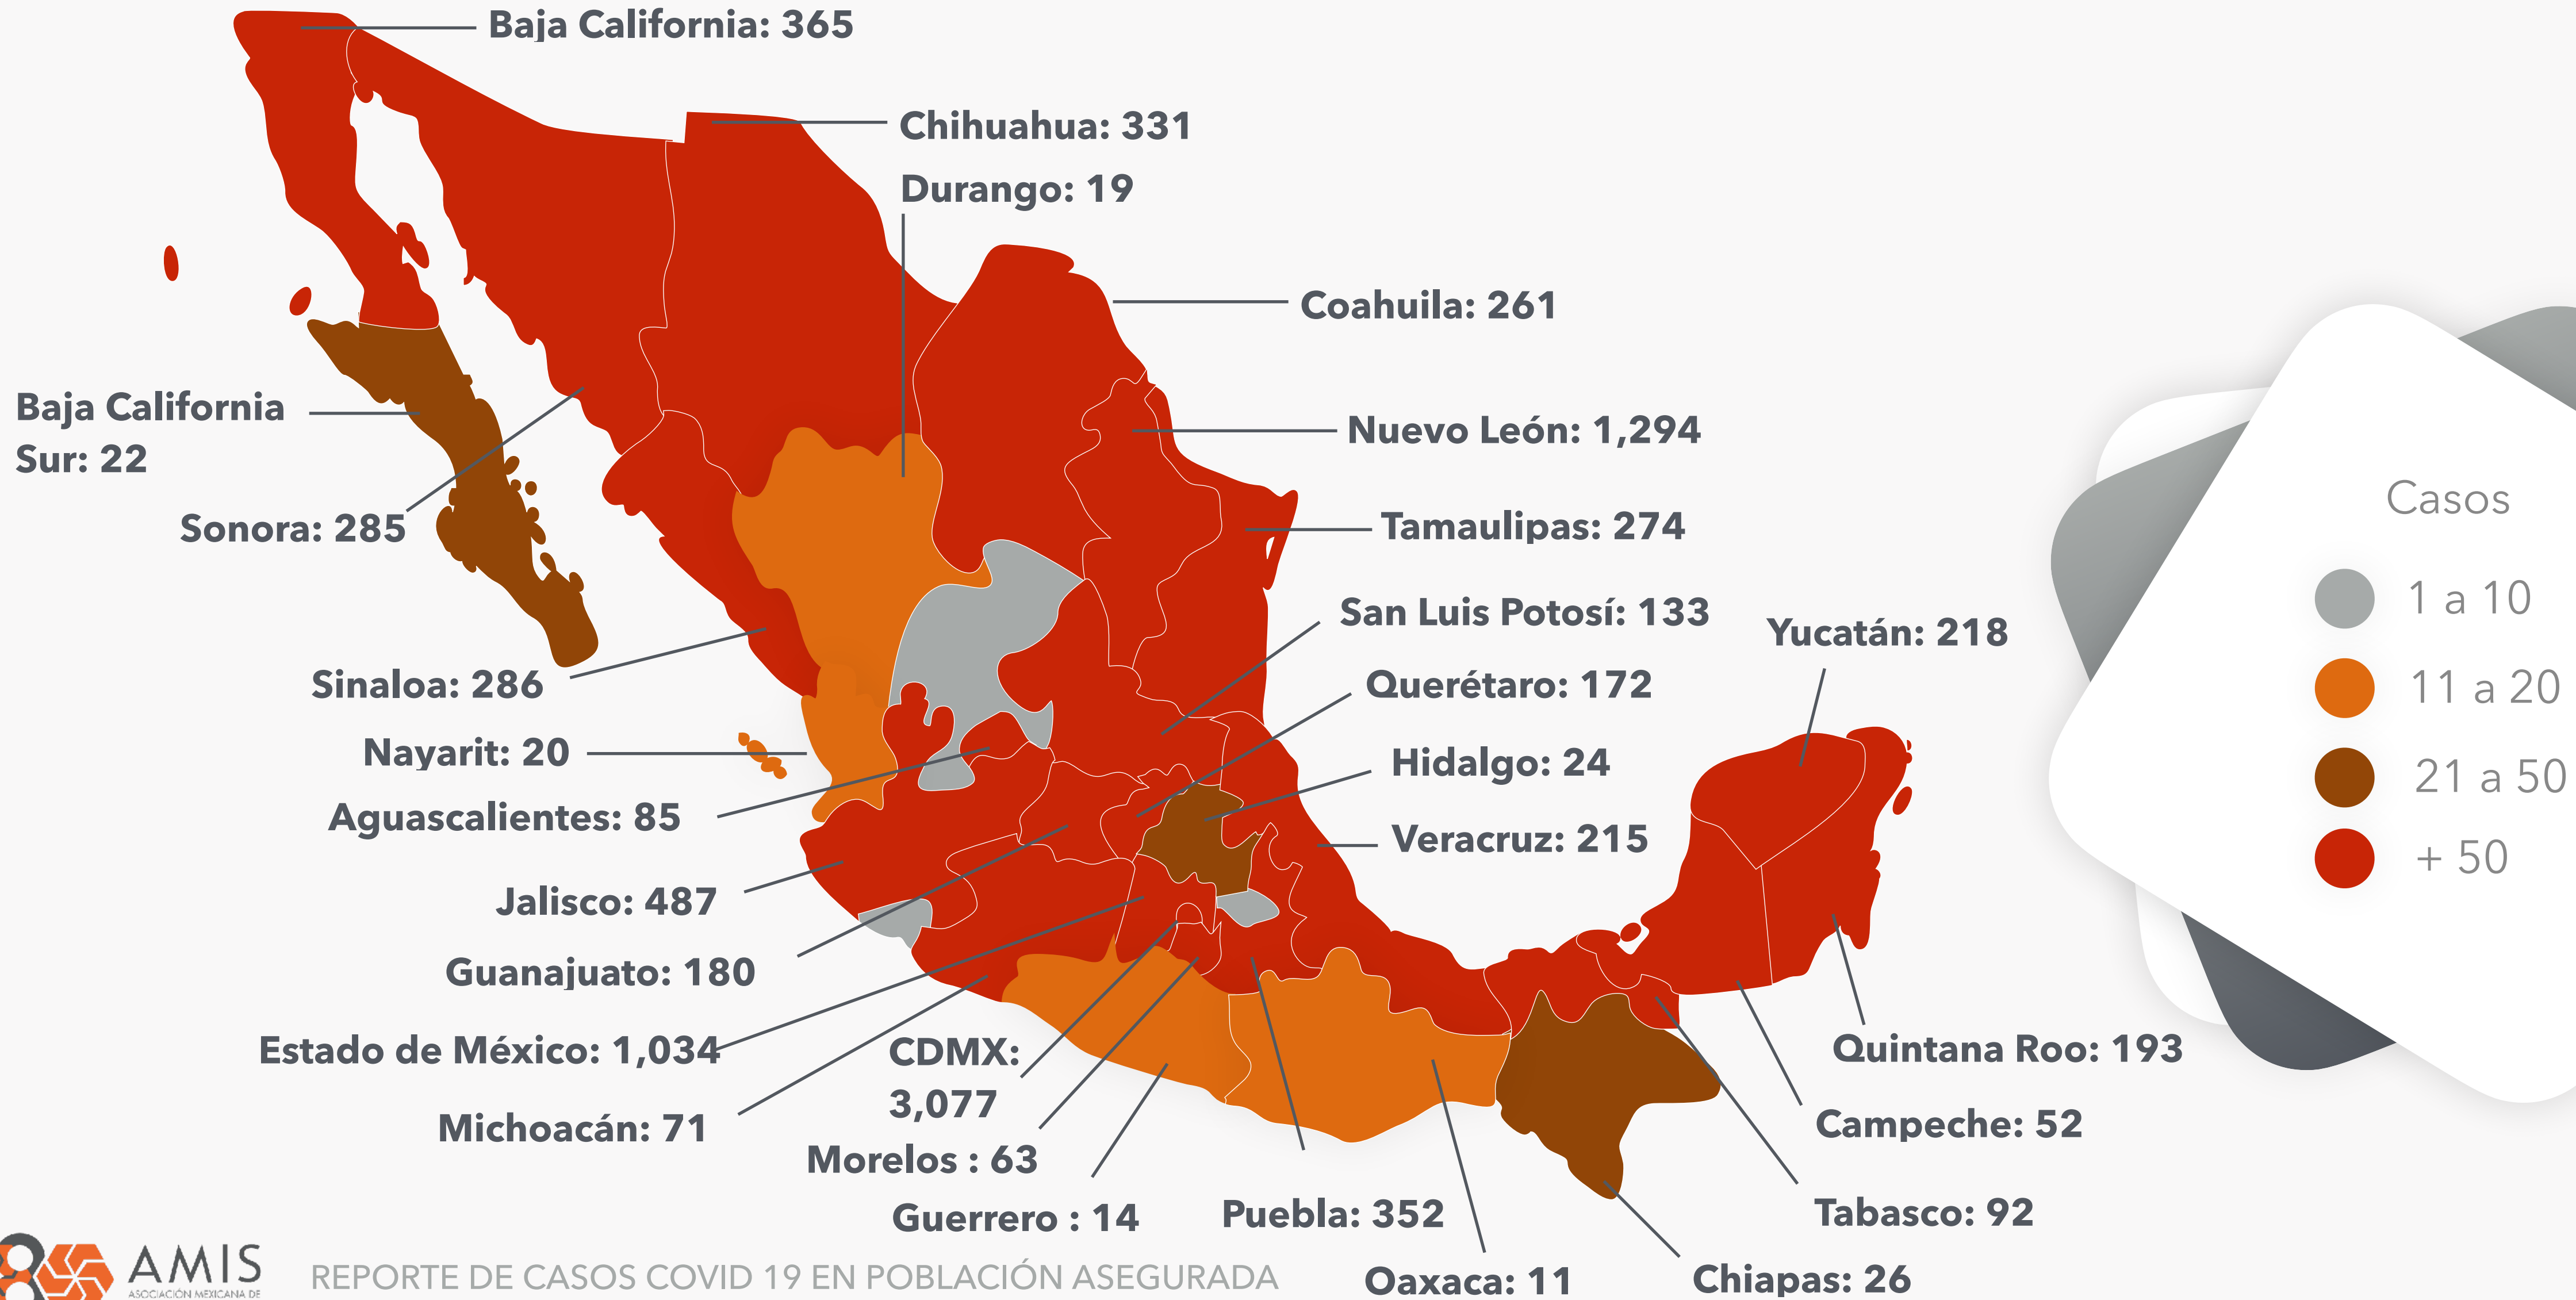 Baja California: 365
Chihuahua: 331
Durango: 19
Coahuila: 261
Baja California
Sur: 22
Nuevo León: 1,294
Sonora: 285
Tamaulipas: 274
San Luis Potosí: 133
Yucatán: 218
Sinaloa: 286
Querétaro: 172
Nayarit: 20
Hidalgo: 24
Aguascalientes: 85
Veracruz: 215
Jalisco: 487
Guanajuato: 180
Estado de México: 1,034
CDMX:
3,077
Quintana Roo: 193
Michoacán: 71
Campeche: 52
Morelos : 63
Guerrero : 14
Puebla: 352
Tabasco: 92
Oaxaca: 11
Chiapas: 26
Casos
1 a 10
11 a 20
21 a 50
+ 50
AMIS
ASOCIACIÓN MEXICANA DE
REPORTE DE CASOS COVID 19 EN POBLACIÓN ASEGURADA